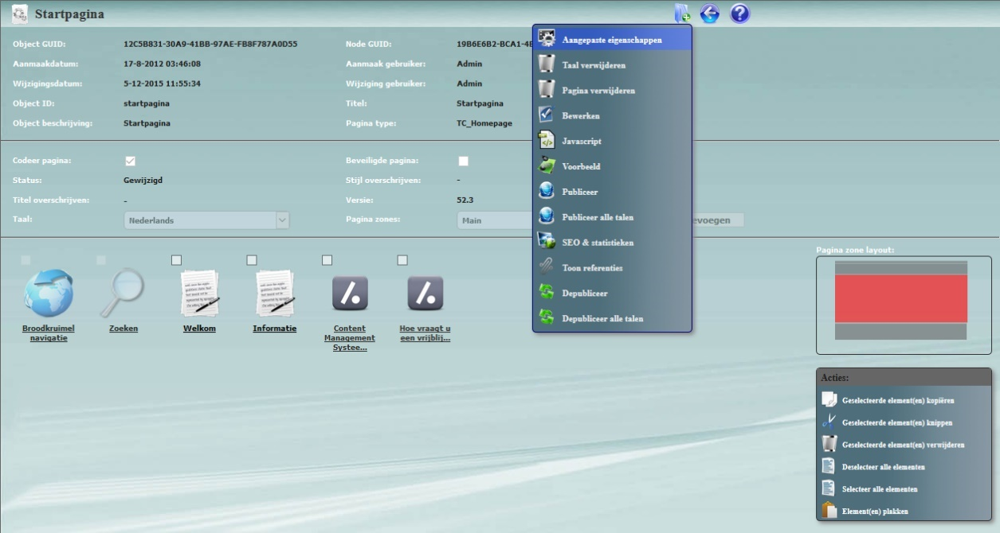 Startpagina
Object GUID: 12C5B831-30A9-41BB-97AE-FB8F787A0D55 Node GUID: 19B6E6B2-BCA1-4
Aanmaakdatum: 17-8-2012 03:46:08 Aanmaak gebruiker: Admin
Wijzigingsdatum: 5-12-2015 11:55:34 Wijziging gebruiker: Admin
Object ID: startpagina Titel: Startpagina
Object beschrijving: Startpagina Pagina type: TC_Homepage
Codeer pagina: Beveiligde pagina:
Status: Gewijzigd Stijl overschrijven: -
Titel overschrijven: - Versie: 52.3
Taal: Nederlands Pagina zones: Main evoegen
Aangepaste eigenschappen
Taal verwijderen
Pagina verwijderen
Bewerken
Javascript
Voorbeeld
Publiceer
Publiceer alle talen
SEO & statistieken
Toon referenties
Depubliceer
Depubliceer alle talen
Broodkruimel
navigatie
Zoeken
Welkom
Informatie
Content
Management
Systee...
Hoe vraagt u
een vrijblij...
Pagina zone layout:
Acties:
Geselecteerde element(en) kopiëren
Geselecteerde element(en) knippen
Geselecteerde element(en) verwijderen
Deselecteer alle elementen
Selecteer alle elementen
Element(en) plakken